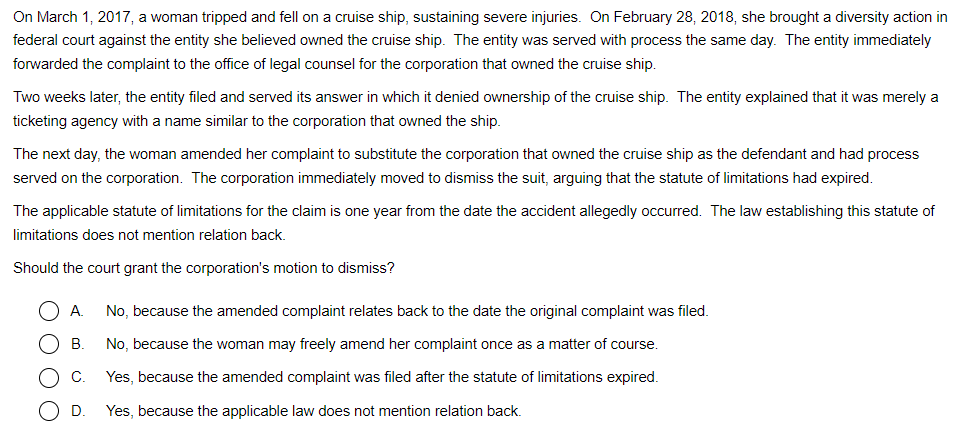 On March 1, 2017, a woman tripped and fell on a cruise ship, sustaining severe injuries. On February 28, 2018, she brought a diversity action in
federal court against the entity she believed owned the cruise ship. The entity was served with process the same day. The entity immediately
forwarded the complaint to the office of legal counsel for the corporation that owned the cruise ship.
Two weeks later, the entity filed and served its answer in which it denied ownership of the cruise ship. The entity explained that it was merely a
ticketing agency with a name similar to the corporation that owned the ship.
The next day, the woman amended her complaint to substitute the corporation that owned the cruise ship as the defendant and had process
served on the corporation. The corporation immediately moved to dismiss the suit, arguing that the statute of limitations had expired.
The applicable statute of limitations for the claim is one year from the date the accident allegedly occurred. The law establishing this statute of
limitations does not mention relation back.
Should the court grant the corporation's motion to dismiss?
A. No, because the amended complaint relates back to the date the original complaint was filed.
B. No, because the woman may freely amend her complaint once as a matter of course.
C. Yes, because the amended complaint was filed after the statute of limitations expired.
D. Yes, because the applicable law does not mention relation back.